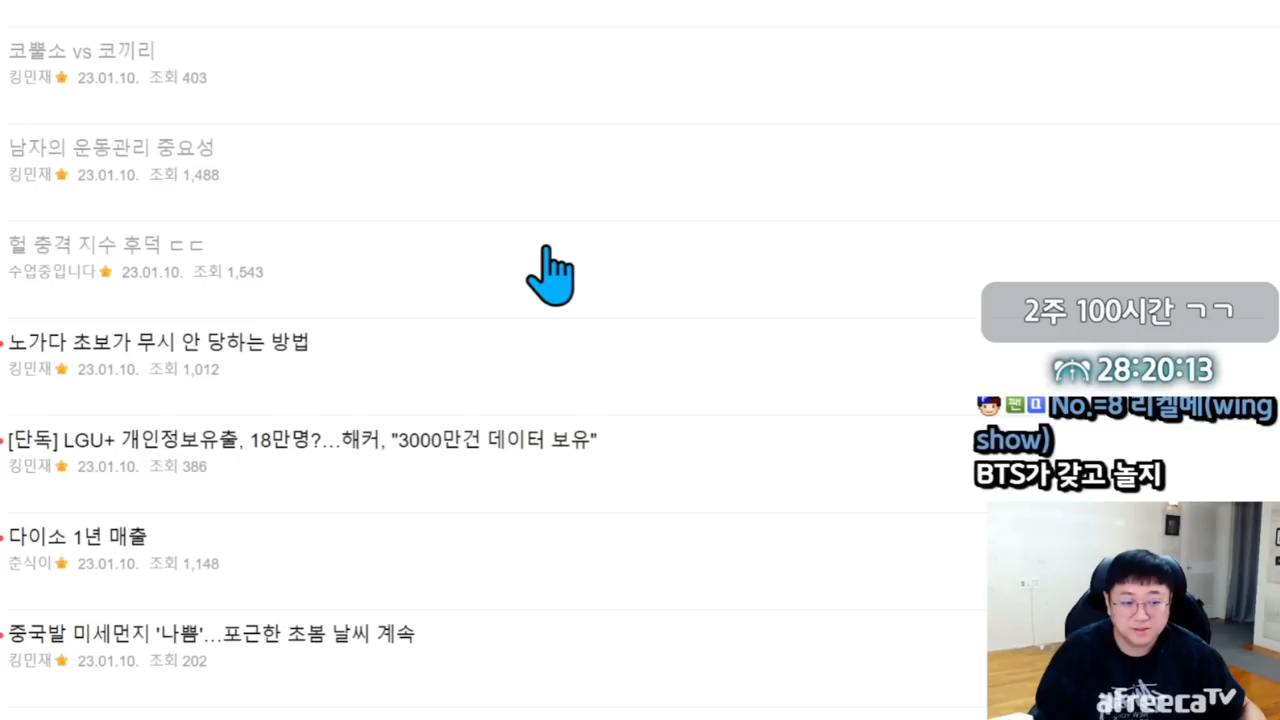 코뿔소 vs 코끼리
킹민재 23.01.10. 조회 403
남자의 운동관리 중요성
킹민재 23.01.10. 조회 1,488
헐 충격 지수 후덕 ㄷㄷ
수업중입니다 23.01.10. 조회 1,543
노가다 초보가 무시 안 당하는 방법
킹민재 23.01.10. 조회 1,012
[단독] LGU+ 개인정보유출, 18만명?…해커, "3000만건 데이터 보유"
킹민재 23.01.10. 조회 386
다이소 1년 매출
춘식이 23.01.10. 조회 1,148
중국발 미세먼지 '나쁨'…포근한 초봄 날씨 계속
킹민재 23.01.10. 조회 202
2주 100시간 ㄱㄱ
28:20:13
팬 No.=8 리켈메(wing
show)
BTS가 갖고 놀지
afreecaTV